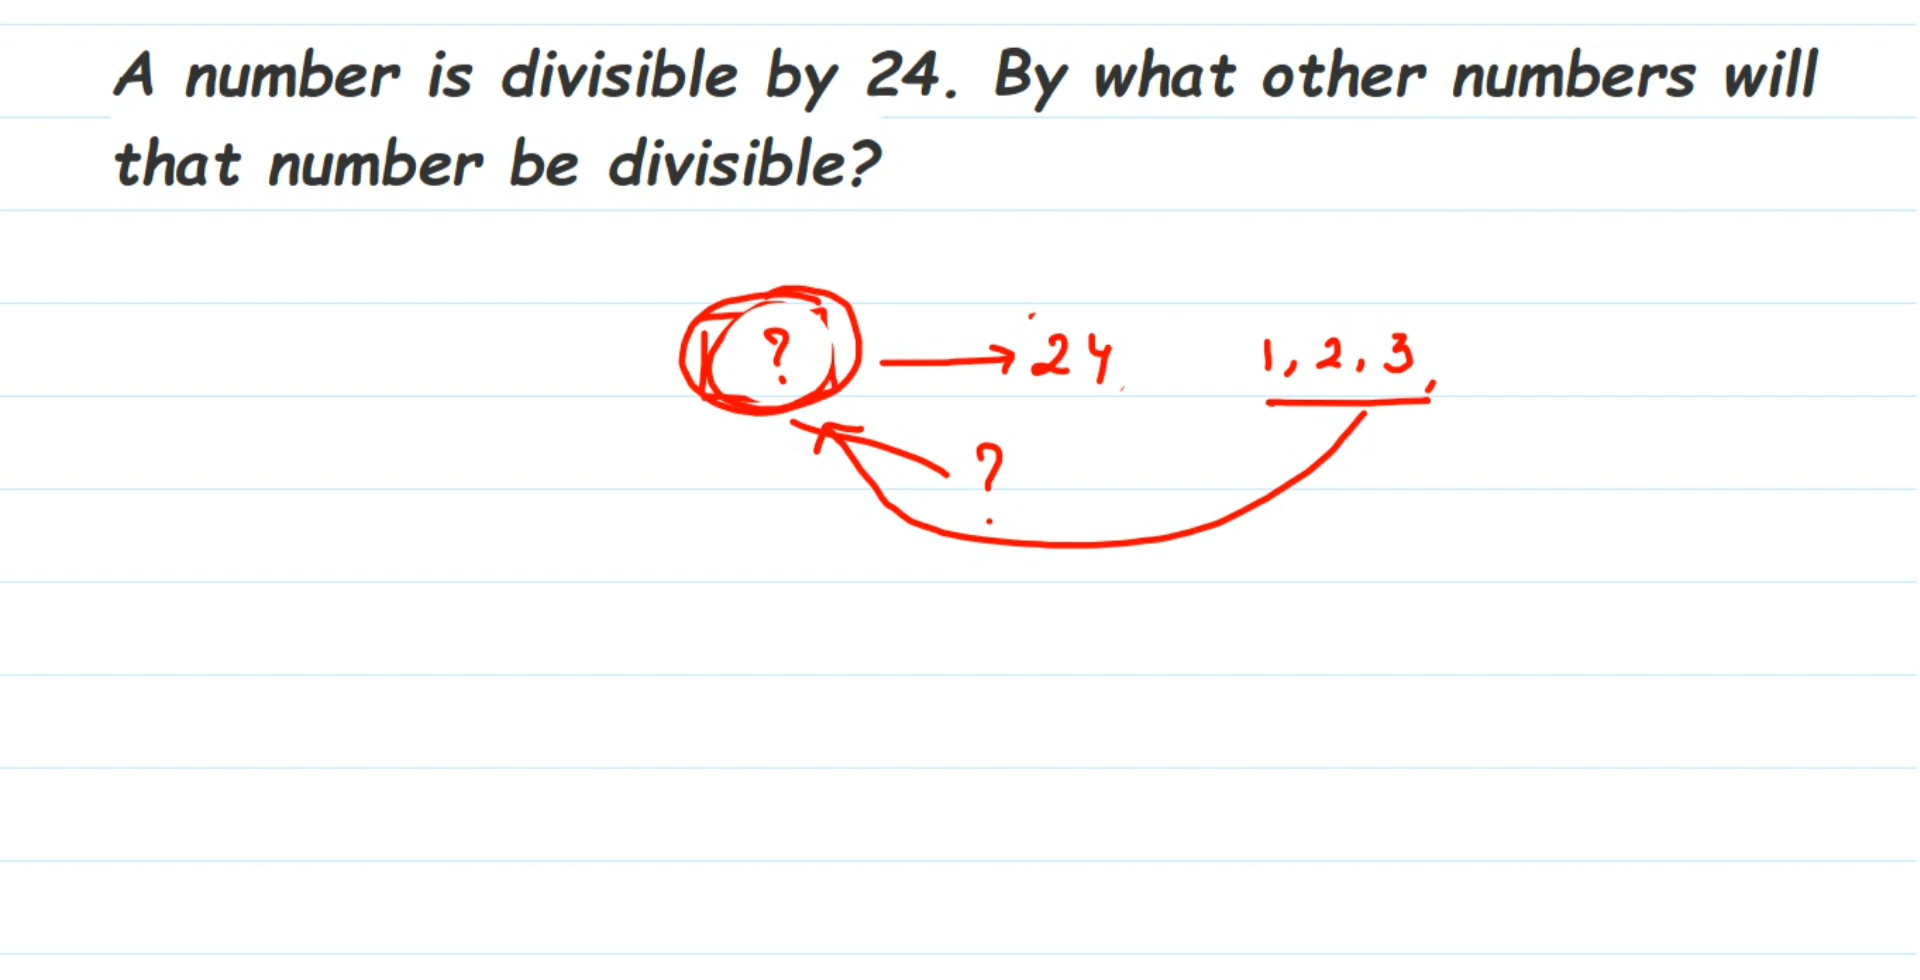 A number is divisible by 24. By what other numbers will
that number be divisible?
? → 24 1, 2, 3,
?